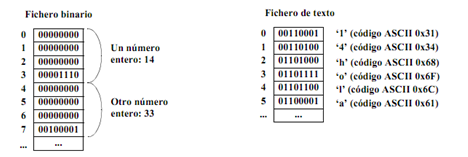 Fichero binario
0 00000000
1 00000000
2 00000000
3 00001110
4 00000000
5 00000000
6 00000000
7 00100001
... ...
Un número
entero: 14
Otro número
entero: 33
Fichero de texto
0 00110001 ‘1’ (código ASCII 0x31)
1 00110100 ‘4’ (código ASCII 0x34)
2 01101000 ‘h’ (código ASCII 0x68)
3 01101111 ‘o’ (código ASCII 0x6F)
4 01101100 ‘l’ (código ASCII 0x6C)
5 01100001 ‘a’ (código ASCII 0x61)
... ...